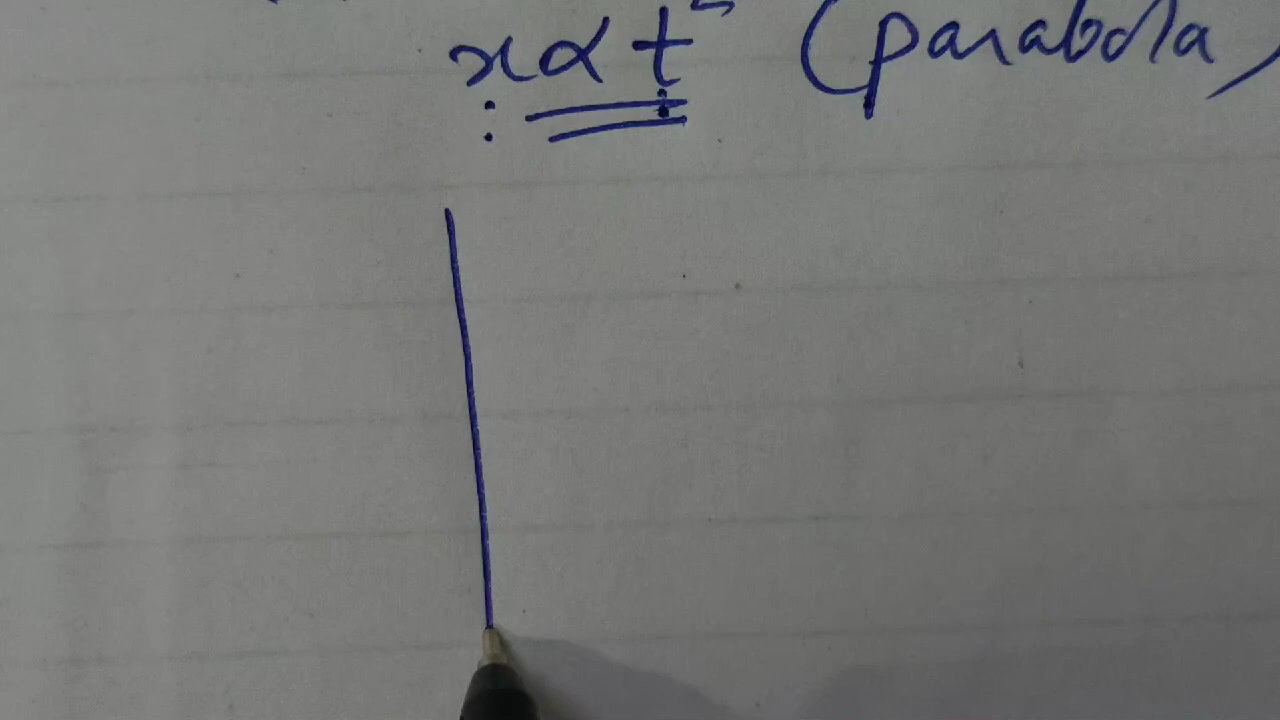 x α t² (parabola)